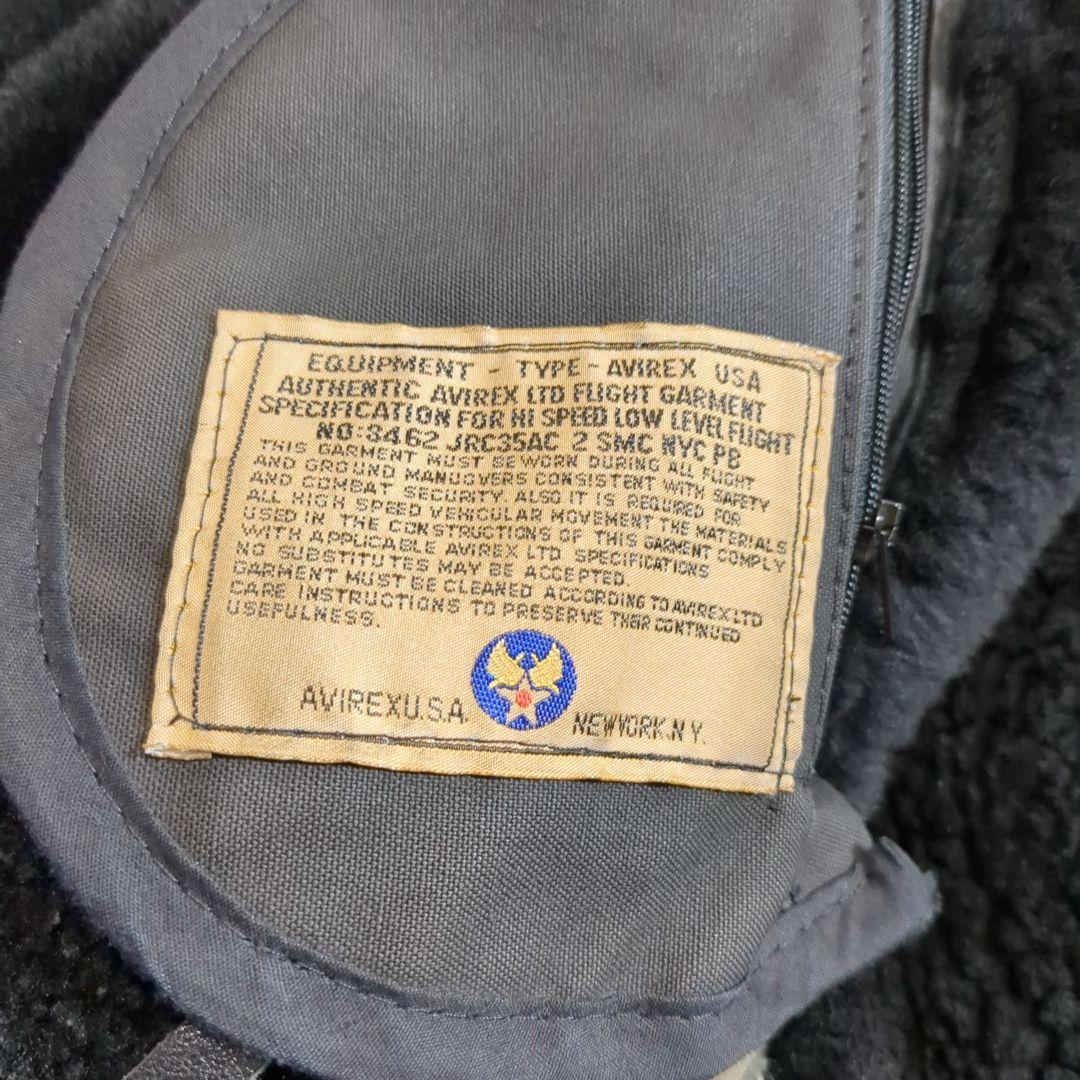 EQUIPMENT - TYPE - AVIREX USA
AUTHENTIC AVIREX LTD FLIGHT GARMENT
SPECIFICATION FOR HI SPEED LOW LEVEL FLIGHT
NO:3462 JRC35AC 2 SMC NYC PB
THIS GARMENT MUST BE WORN DURING ALL FLIGHT
AND GROUND MANUOVERS CONSISTENT WITH SAFETY
AND COMBAT SECURITY. ALSO IT IS REQUIRED FOR
ALL HIGH SPEED VEHICULAR MOVEMENT THE MATERIALS
USED IN THE CONSTRUCTIONS OF THIS GARMENT COMPLY
WITH APPLICABLE AVIREX LTD SPECIFICATIONS
NO SUBSTITUTES MAY BE ACCEPTED.
GARMENT MUST BE CLEANED ACCORDING TO AVIREX LTD
CARE INSTRUCTIONS TO PRESERVE THEIR CONTINUED
USEFULNESS.
AVIREX U.S.A. NEW YORK.N.Y.